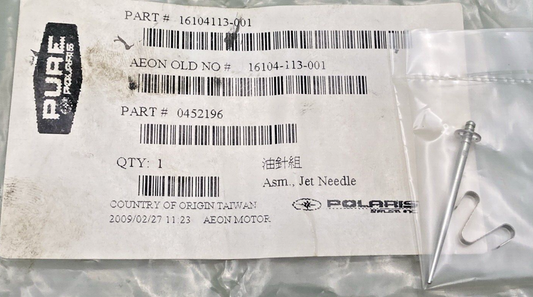 PURE
POLARIS
PART # 16104113-001
AEON OLD NO # 16104-113-001
PART # 0452196
QTY: 1 油針組
Asm., Jet Needle
COUNTRY OF ORIGIN:TAIWAN
2009/02/27 11:23 AEON MOTOR
POLARIS